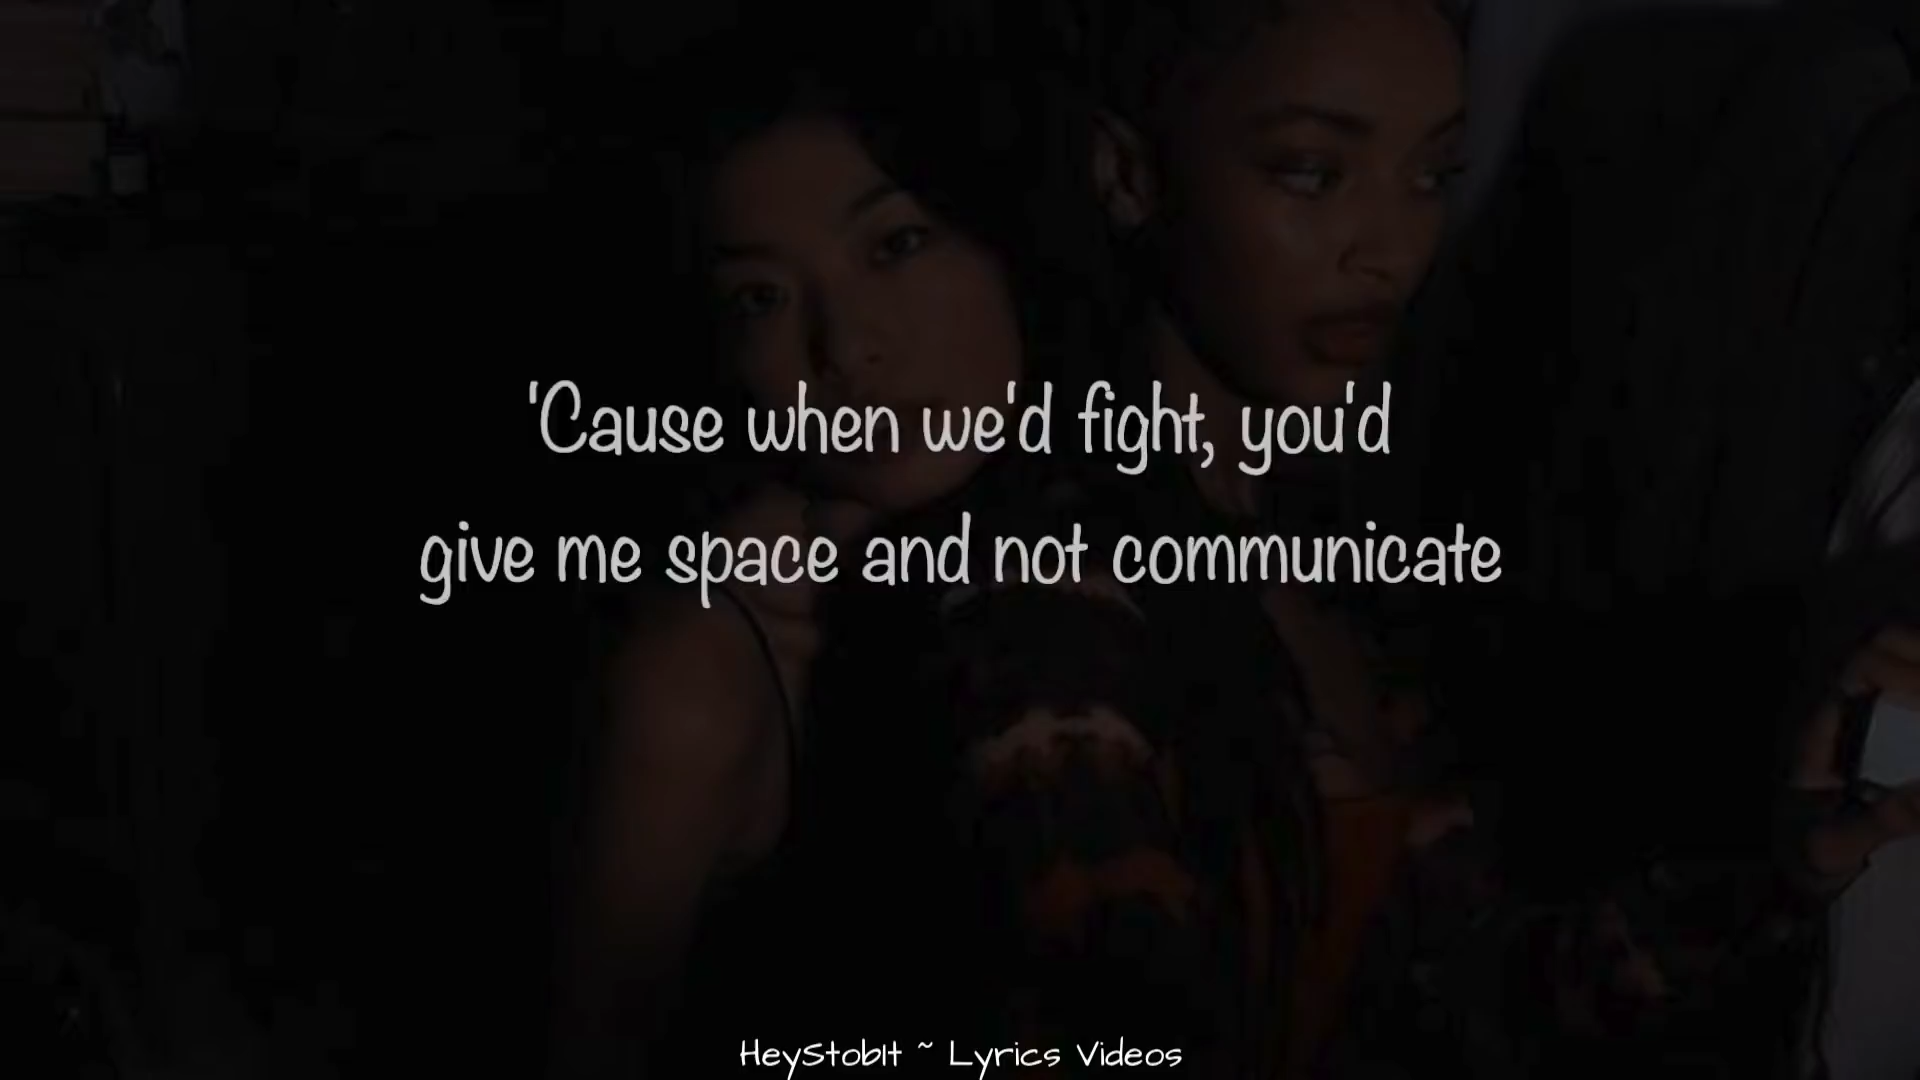 'Cause when we'd fight, you'd
give me space and not communicate
HeyStobIt ~ Lyrics Videos